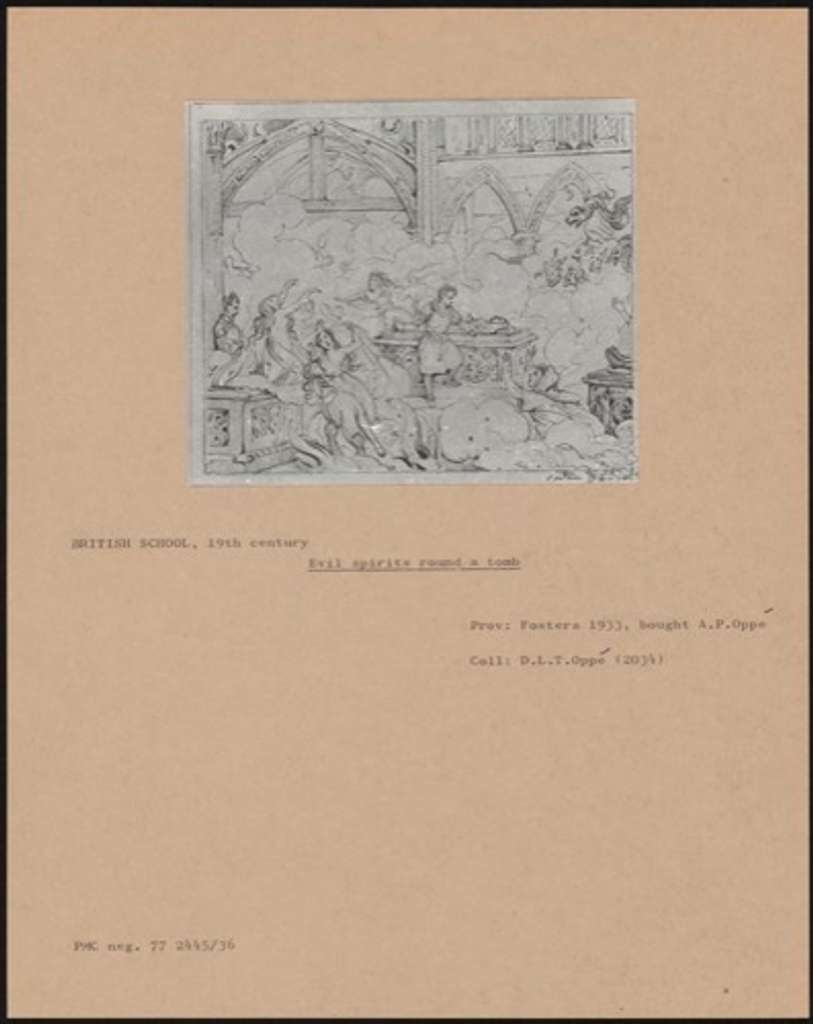 BRITISH SCHOOL, 19th century
Evil spirits round a tomb
Prov: Fosters 1933, bought A.P.Oppé
Coll: D.L.T.Oppé (2034)
PMC neg. 77 2445/36